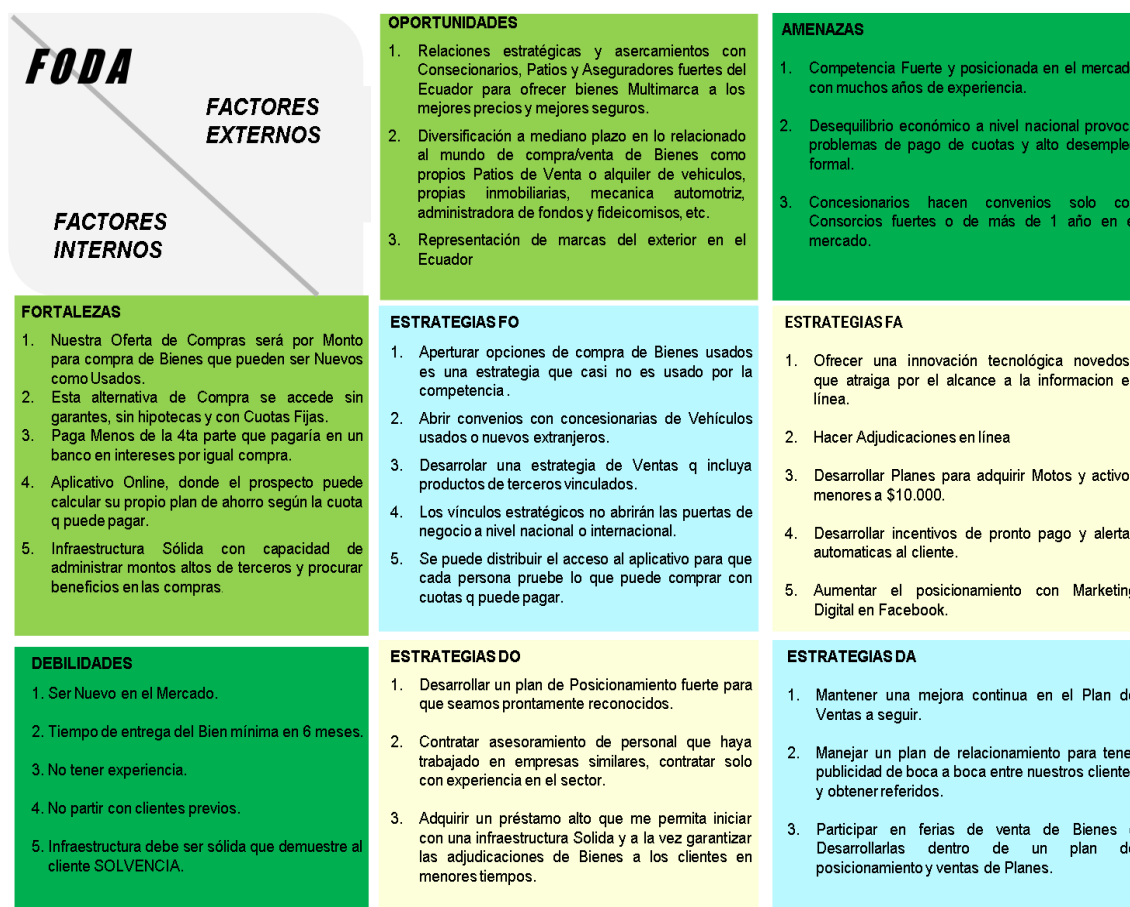 FODA
FACTORES
EXTERNOS
FACTORES
INTERNOS
OPORTUNIDADES
1. Relaciones estratégicas y asercamientos con
Consecionarios, Patios y Aseguradores fuertes del
Ecuador para ofrecer bienes Multimarca a los
mejores precios y mejores seguros.
2. Diversificación a mediano plazo en lo relacionado
al mundo de compra/venta de Bienes como
propios Patios de Venta o alquiler de vehiculos,
propias inmobiliarias, mecanica automotriz,
administradora de fondos y fideicomisos, etc.
3. Representación de marcas del exterior en el
Ecuador
AMENAZAS
1. Competencia Fuerte y posicionada en el mercad
con muchos años de experiencia.
2. Desequilibrio económico a nivel nacional provoc
problemas de pago de cuotas y alto desemple
formal.
3. Concesionarios hacen convenios solo co
Consorcios fuertes o de más de 1 año en e
mercado.
FORTALEZAS
1. Nuestra Oferta de Compras será por Monto
para compra de Bienes que pueden ser Nuevos
como Usados.
2. Esta alternativa de Compra se accede sin
garantes, sin hipotecas y con Cuotas Fijas.
3. Paga Menos de la 4ta parte que pagaría en un
banco en intereses por igual compra.
4. Aplicativo Online, donde el prospecto puede
calcular su propio plan de ahorro según la cuota
q puede pagar.
5. Infraestructura Sólida con capacidad de
administrar montos altos de terceros y procurar
beneficios en las compras.
ESTRATEGIAS FO
1. Aperturar opciones de compra de Bienes usados
es una estrategia que casi no es usado por la
competencia .
2. Abrir convenios con concesionarias de Vehículos
usados o nuevos extranjeros.
3. Desarrolar una estrategia de Ventas q incluya
productos de terceros vinculados.
4. Los vínculos estratégicos no abrirán las puertas de
negocio a nivel nacional o internacional.
5. Se puede distribuir el acceso al aplicativo para que
cada persona pruebe lo que puede comprar con
cuotas q puede pagar.
ESTRATEGIAS FA
1. Ofrecer una innovación tecnológica novedos
que atraiga por el alcance a la informacion e
línea.
2. Hacer Adjudicaciones en línea
3. Desarrollar Planes para adquirir Motos y activo
menores a $10.000.
4. Desarrollar incentivos de pronto pago y alerta
automaticas al cliente.
5. Aumentar el posicionamiento con Marketing
Digital en Facebook.
DEBILIDADES
1. Ser Nuevo en el Mercado.
2. Tiempo de entrega del Bien mínima en 6 meses.
3. No tener experiencia.
4. No partir con clientes previos.
5. Infraestructura debe ser sólida que demuestre al
cliente SOLVENCIA.
ESTRATEGIAS DO
1. Desarrollar un plan de Posicionamiento fuerte para
que seamos prontamente reconocidos.
2. Contratar asesoramiento de personal que haya
trabajado en empresas similares, contratar solo
con experiencia en el sector.
3. Adquirir un préstamo alto que me permita iniciar
con una infraestructura Solida y a la vez garantizar
las adjudicaciones de Bienes a los clientes en
menores tiempos.
ESTRATEGIAS DA
1. Mantener una mejora continua en el Plan de
Ventas a seguir.
2. Manejar un plan de relacionamiento para tene
publicidad de boca a boca entre nuestros cliente
y obtener referidos.
3. Participar en ferias de venta de Bienes
Desarrollarlas dentro de un plan de
posicionamiento y ventas de Planes.